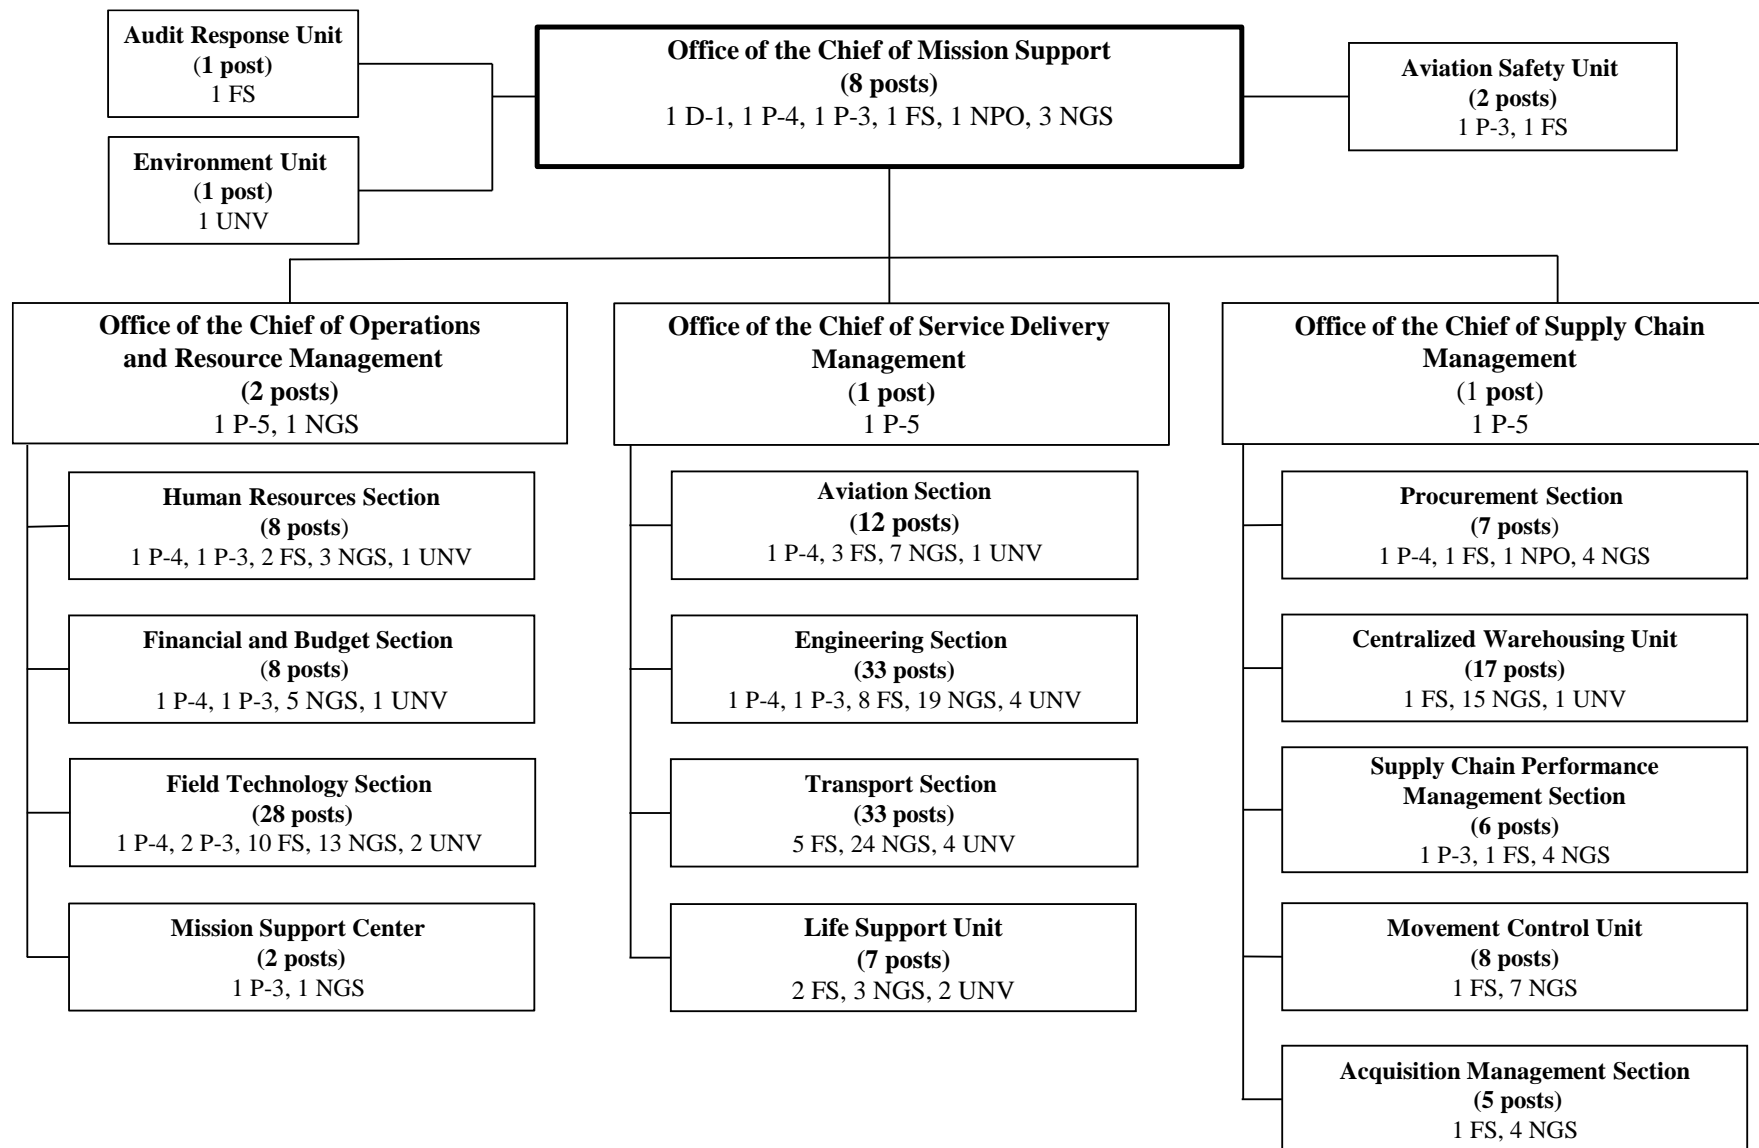 Audit Response Unit
(1 post)
1 FS
Office of the Chief of Mission Support
(8 posts)
1 D-1, 1 P-4, 1 P-3, 1 FS, 1 NPO, 3 NGS
Aviation Safety Unit
(2 posts)
1 P-3, 1 FS
Environment Unit
(1 post)
1 UNV
Office of the Chief of Operations
and Resource Management
(2 posts)
1 P-5, 1 NGS
Human Resources Section
(8 posts)
1 P-4, 1 P-3, 2 FS, 3 NGS, 1 UNV
Financial and Budget Section
(8 posts)
1 P-4, 1 P-3, 5 NGS, 1 UNV
Field Technology Section
(28 posts)
1 P-4, 2 P-3, 10 FS, 13 NGS, 2 UNV
Mission Support Center
(2 posts)
1 P-3, 1 NGS
Office of the Chief of Service Delivery
Management
(1 post)
1 P-5
Aviation Section
(12 posts)
1 P-4, 3 FS, 7 NGS, 1 UNV
Engineering Section
(33 posts)
1 P-4, 1 P-3, 8 FS, 19 NGS, 4 UNV
Transport Section
(33 posts)
5 FS, 24 NGS, 4 UNV
Life Support Unit
(7 posts)
2 FS, 3 NGS, 2 UNV
Office of the Chief of Supply Chain
Management
(1 post)
1 P-5
Procurement Section
(7 posts)
1 P-4, 1 FS, 1 NPO, 4 NGS
Centralized Warehousing Unit
(17 posts)
1 FS, 15 NGS, 1 UNV
Supply Chain Performance
Management Section
(6 posts)
1 P-3, 1 FS, 4 NGS
Movement Control Unit
(8 posts)
1 FS, 7 NGS
Acquisition Management Section
(5 posts)
1 FS, 4 NGS